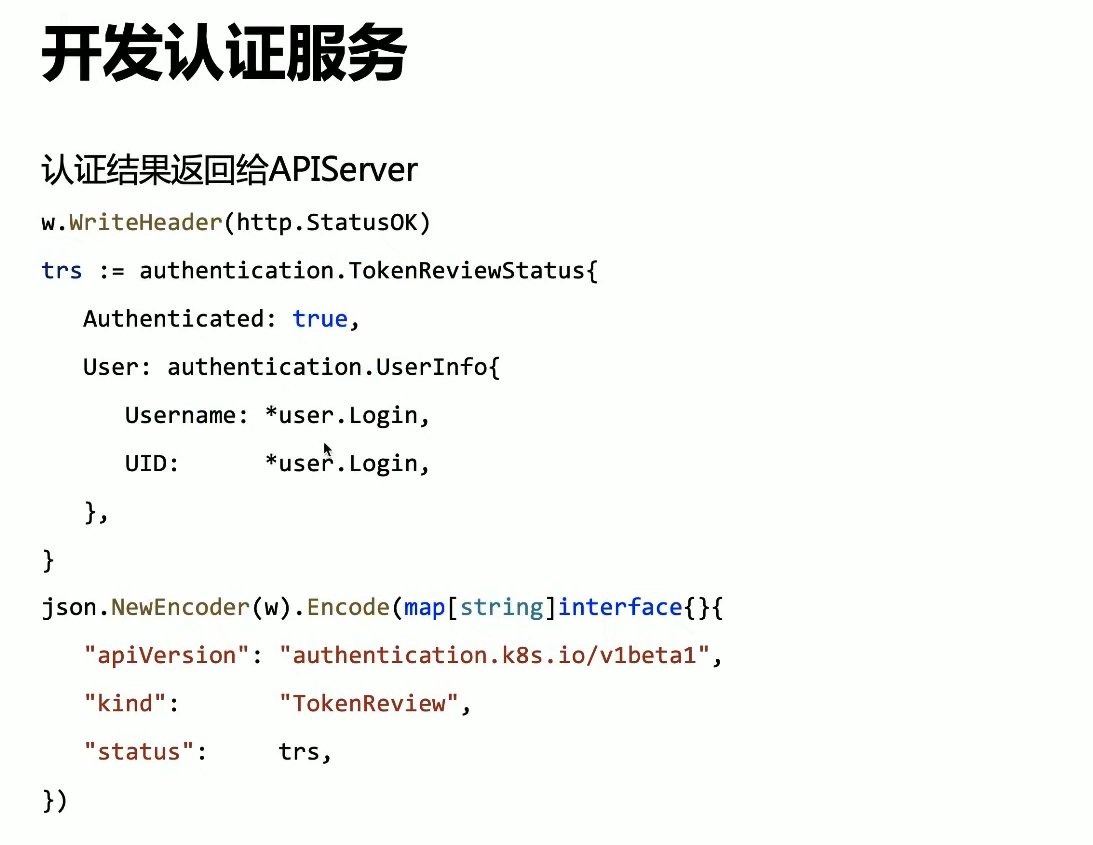 开发认证服务
认证结果返回给APIServer
w.WriteHeader(http.StatusOK)
trs := authentication.TokenReviewStatus{
   Authenticated: true,
   User: authentication.UserInfo{
      Username: *user.Login,
      UID:      *user.Login,
   },
}
json.NewEncoder(w).Encode(map[string]interface{}{
   "apiVersion": "authentication.k8s.io/v1beta1",
   "kind":       "TokenReview",
   "status":     trs,
})